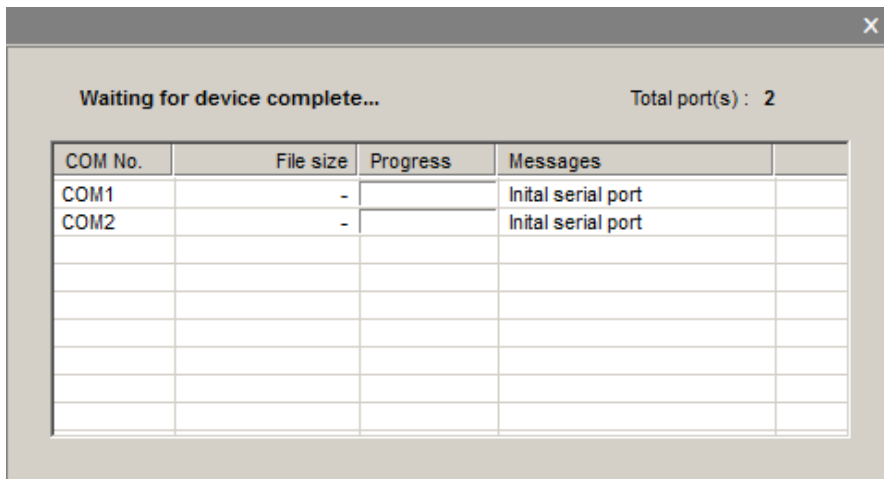 X
Waiting for device complete... Total port(s) : 2
COM No. File size Progress Messages
COM1 - Inital serial port
COM2 - Inital serial port